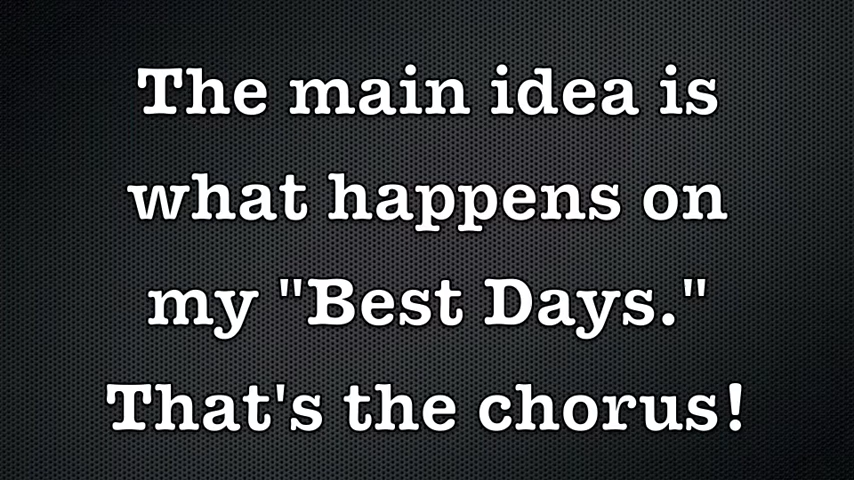 The main idea is
what happens on
my "Best Days."
That's the chorus!